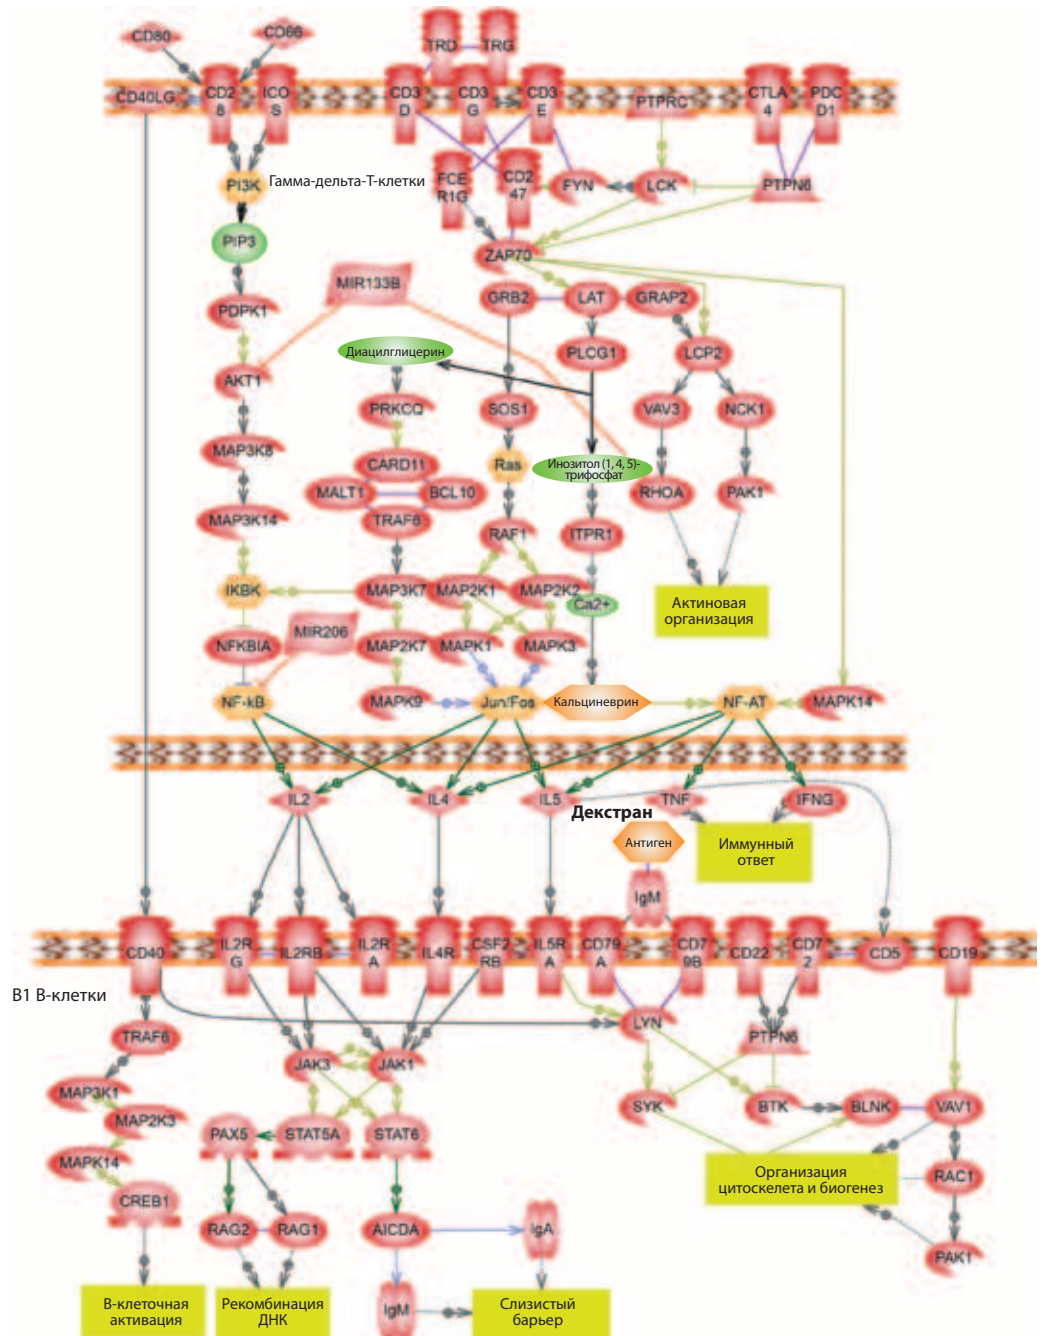 CD80
CD86
TRD
TRG
CD40LG
CD2
8
ICO
S
CD3
D
CD3
G
CD3
E
PTPRC
CTLA
4
PDC
D1
PI3K
Гамма-дельта-Т-клетки
FCE
R1G
CD2
47
FYN
LCK
PTPN6
PIP3
ZAP70
MIR133B
GRB2
LAT
GRAP2
PDPK1
Диацилглицерин
PLCG1
LCP2
AKT1
PRKCQ
SOS1
VAV3
NCK1
MAP3K8
CARD11
Ras
Инозитол (1, 4, 5)-
трифосфат
MALT1
BCL10
RHOA
PAK1
MAP3K14
TRAF6
RAF1
ITPR1
IKBK
MAP3K7
MAP2K1
MAP2K2
Ca2+
Актиновая
организация
MIR206
NFKBIA
MAP2K7
MAPK1
MAPK3
NF-kB
MAPK9
Jun/Fos
Кальциневрин
NF-AT
MAPK14
IL2
IL4
IL5
TNF
IFNG
Декстран
Антиген
Иммунный
ответ
IgM
CD40
IL2R
G
IL2RB
IL2R
A
IL4R
CSF2
RB
IL5R
A
CD79
A
CD7
9B
CD22
CD7
2
CD5
CD19
B1 В-клетки
TRAF6
LYN
PTPN6
JAK3
JAK1
MAP3K1
MAP2K3
SYK
BTK
BLNK
VAV1
PAX5
STAT5A
STAT6
MAPK14
Организация
цитоскелета и биогенез
RAC1
CREB1
RAG2
RAG1
AICDA
IgA
PAK1
В-клеточная
активация
Рекомбинация
ДНК
IgM
Слизистый
барьер